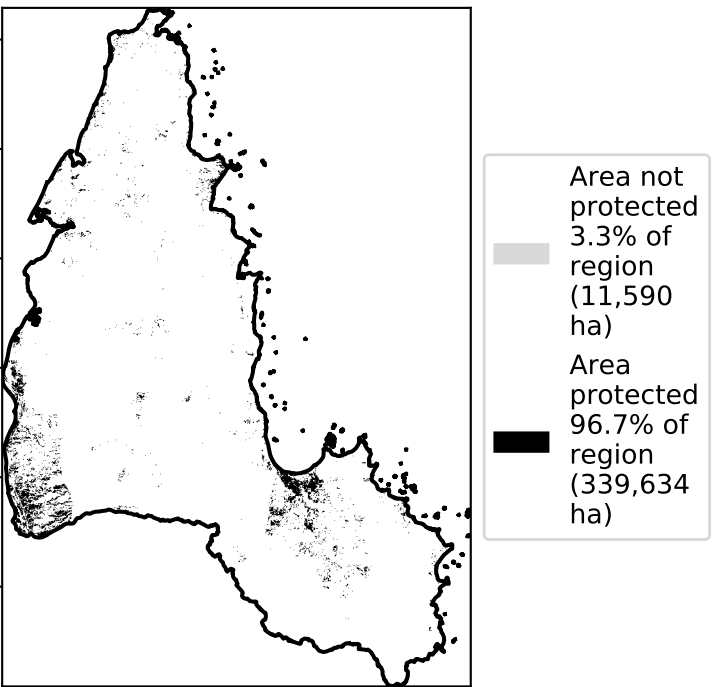 Area not
protected
3.3% of
region
(11,590
ha)
Area
protected
96.7% of
region
(339,634
ha)